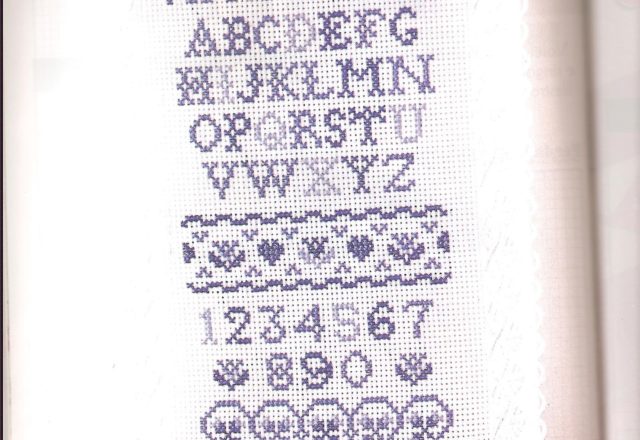 ABCDEFG
HIJKLMN
OPQRSTU
VWXYZ
1234567
890